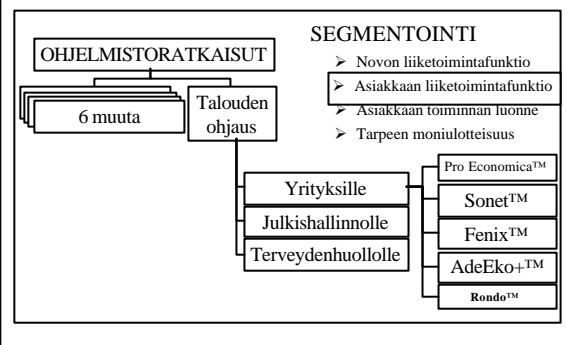 SEGMENTOINTI
OHJELMISTORATKAISUT
➢ Novon liiketoimintafunktio
➢ Asiakkaan liiketoimintafunktio
➢ Asiakkaan toiminnan luonne
➢ Tarpeen moniulotteisuus
6 muuta
Talouden
ohjaus
Yrityksille
Julkishallinnolle
Terveydenhuollolle
Pro Economica™
Sonet™
Fenix™
AdeEko+™
Rondo™